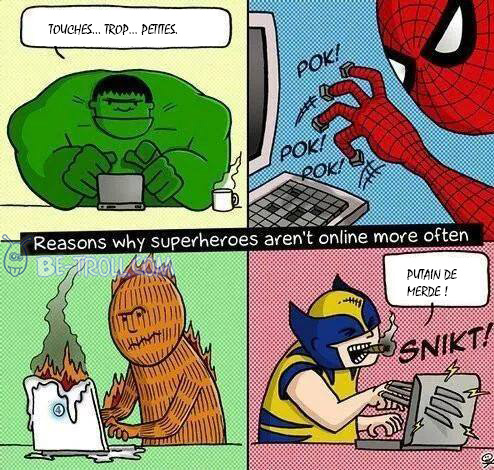 TOUCHES... TROP... PETITES.
POK!
POK!
POK!
Reasons why superheroes aren't online more often
BE-TROLL.COM
PUTAIN DE
MERDE !
SNIKT!
4